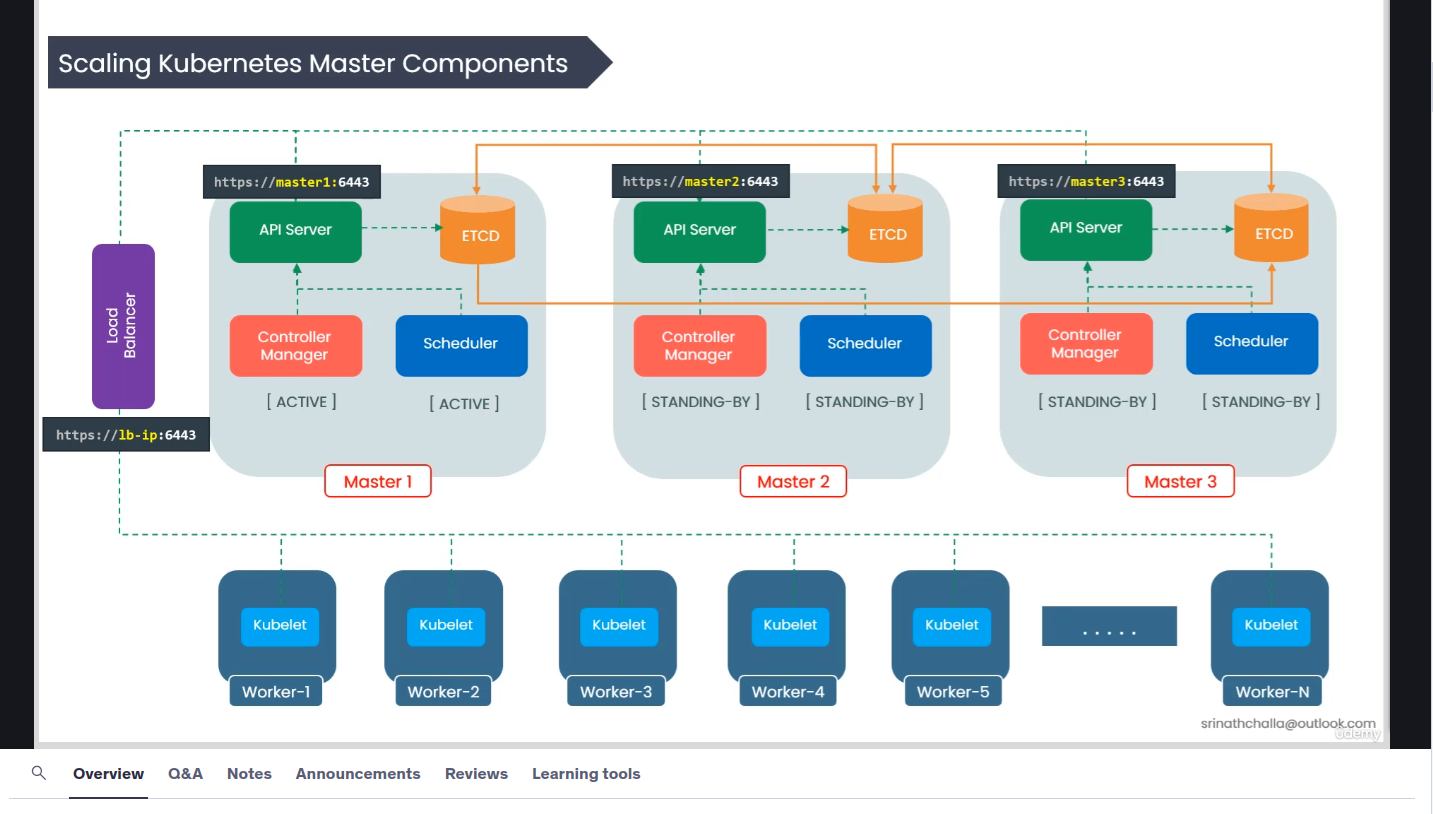 Scaling Kubernetes Master Components
https://master1:6443
https://master2:6443
https://master3:6443
API Server
ETCD
API Server
ETCD
API Server
ETCD
Load
Balancer
Controller
Manager
Scheduler
Controller
Manager
Scheduler
Controller
Manager
Scheduler
[ ACTIVE ]
[ ACTIVE ]
[ STANDING-BY ]
[ STANDING-BY ]
[ STANDING-BY ]
[ STANDING-BY ]
https://lb-ip:6443
Master 1
Master 2
Master 3
Kubelet
Kubelet
Kubelet
Kubelet
Kubelet
. . . . .
Kubelet
Worker-1
Worker-2
Worker-3
Worker-4
Worker-5
Worker-N
srinathchalla@outlook.com
udemy
Overview
Q&A
Notes
Announcements
Reviews
Learning tools